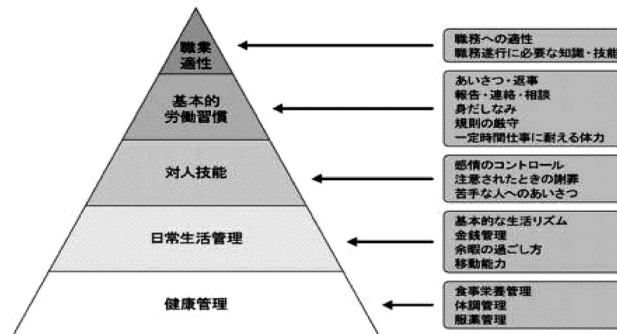 職業
適性
職務への適性
職務遂行に必要な知識・技能
基本的
労働習慣
あいさつ・返事
報告・連絡・相談
身だしなみ
規則の厳守
一定時間仕事に耐える体力
対人技能
感情のコントロール
注意されたときの謝罪
苦手な人へのあいさつ
日常生活管理
基本的な生活リズム
金銭管理
余暇の過ごし方
移動能力
健康管理
食事栄養管理
体調管理
服薬管理